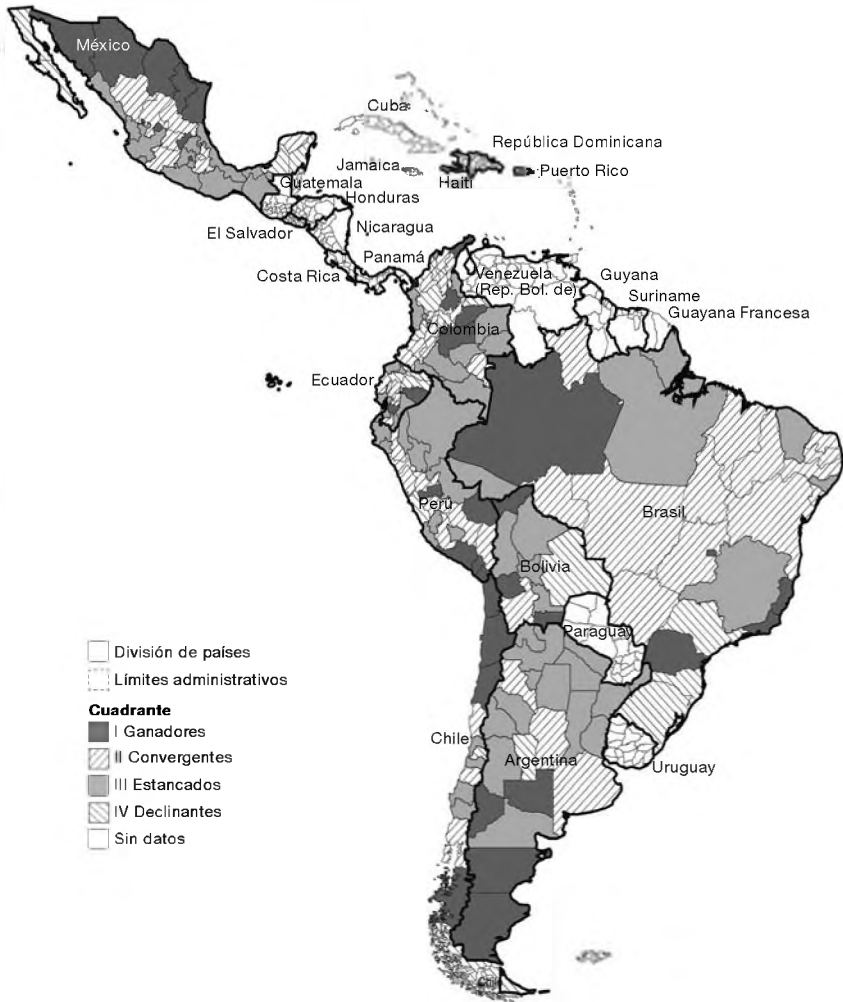 México
Cuba
República Dominicana
Jamaica
Haití
Puerto Rico
Guatemala
Honduras
El Salvador
Nicaragua
Panamá
Costa Rica
Venezuela
(Rep. Bol. de)
Guyana
Suriname
Guayana Francesa
Colombia
Ecuador
Perú
Brasil
Bolivia
Paraguay
Chile
Argentina
Uruguay
Chile
División de países
Límites administrativos
Cuadrante
I Ganadores
II Convergentes
III Estancados
IV Declinantes
Sin datos